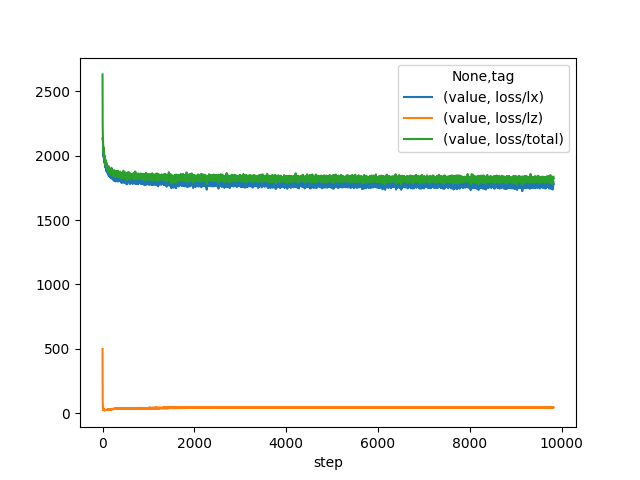 None,tag
(value, loss/lx)
(value, loss/lz)
(value, loss/total)
2500
2000
1500
1000
500
0
0 2000 4000 6000 8000 10000
step